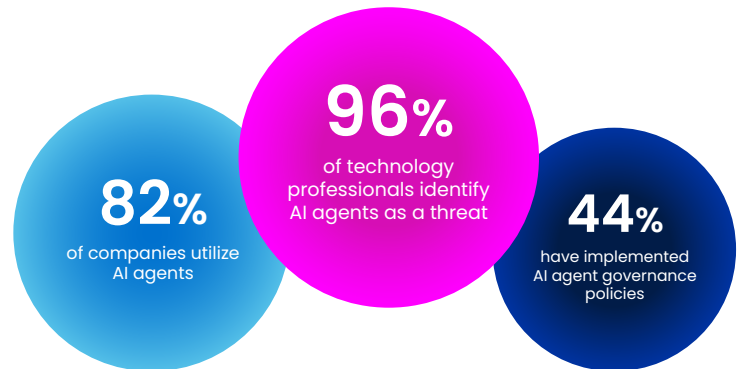 82%
of companies utilize
AI agents
96%
of technology
professionals identify
AI agents as a threat
44%
have implemented
AI agent governance
policies